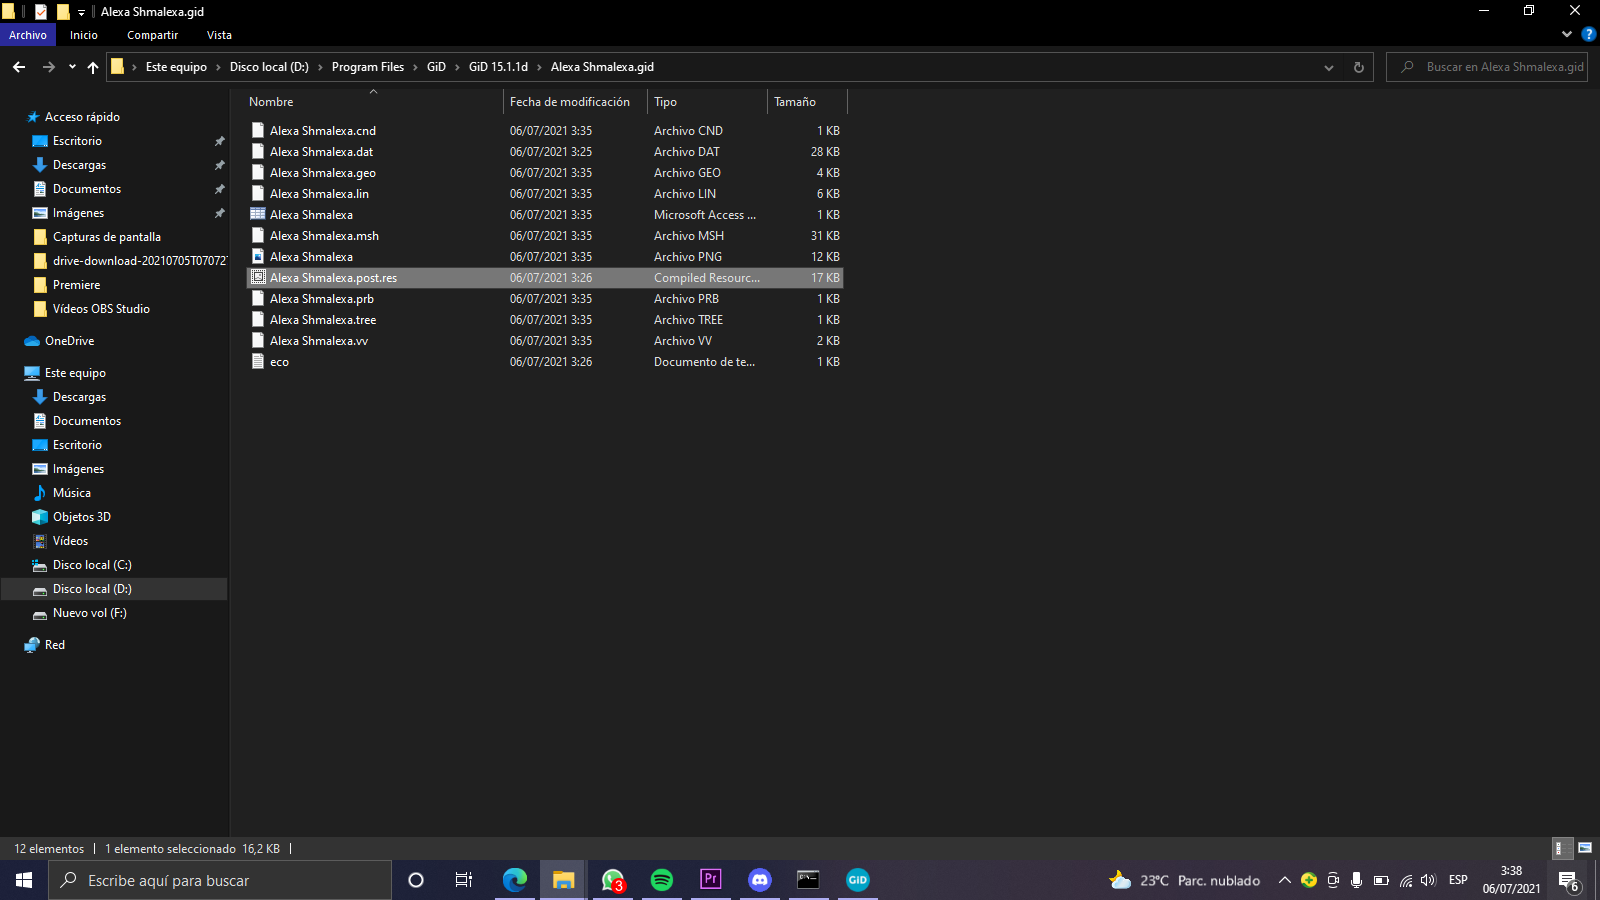 Alexa Shmalexa.gid
Archivo Inicio Compartir Vista
Este equipo Disco local (D:) Program Files GiD GiD 15.1.1d Alexa Shmalexa.gid
Buscar en Alexa Shmalexa.gid
Acceso rápido
Escritorio
Descargas
Documentos
Imágenes
Capturas de pantalla
drive-download-20210705T07072
Premiere
Vídeos OBS Studio
OneDrive
Este equipo
Descargas
Documentos
Escritorio
Imágenes
Música
Objetos 3D
Vídeos
Disco local (C:)
Disco local (D:)
Nuevo vol (F:)
Red
Nombre Fecha de modificación Tipo Tamaño
Alexa Shmalexa.cnd 06/07/2021 3:35 Archivo CND 1 KB
Alexa Shmalexa.dat 06/07/2021 3:25 Archivo DAT 28 KB
Alexa Shmalexa.geo 06/07/2021 3:35 Archivo GEO 4 KB
Alexa Shmalexa.lin 06/07/2021 3:35 Archivo LIN 6 KB
Alexa Shmalexa 06/07/2021 3:35 Microsoft Access ... 1 KB
Alexa Shmalexa.msh 06/07/2021 3:35 Archivo MSH 31 KB
Alexa Shmalexa 06/07/2021 3:35 Archivo PNG 12 KB
Alexa Shmalexa.post.res 06/07/2021 3:26 Compiled Resourc... 17 KB
Alexa Shmalexa.prb 06/07/2021 3:35 Archivo PRB 1 KB
Alexa Shmalexa.tree 06/07/2021 3:35 Archivo TREE 1 KB
Alexa Shmalexa.vv 06/07/2021 3:35 Archivo VV 2 KB
eco 06/07/2021 3:26 Documento de te... 1 KB
12 elementos 1 elemento seleccionado 16,2 KB
Escribe aquí para buscar
3
Pr
GiD
23°C Parc. nublado
ESP
3:38
06/07/2021
6